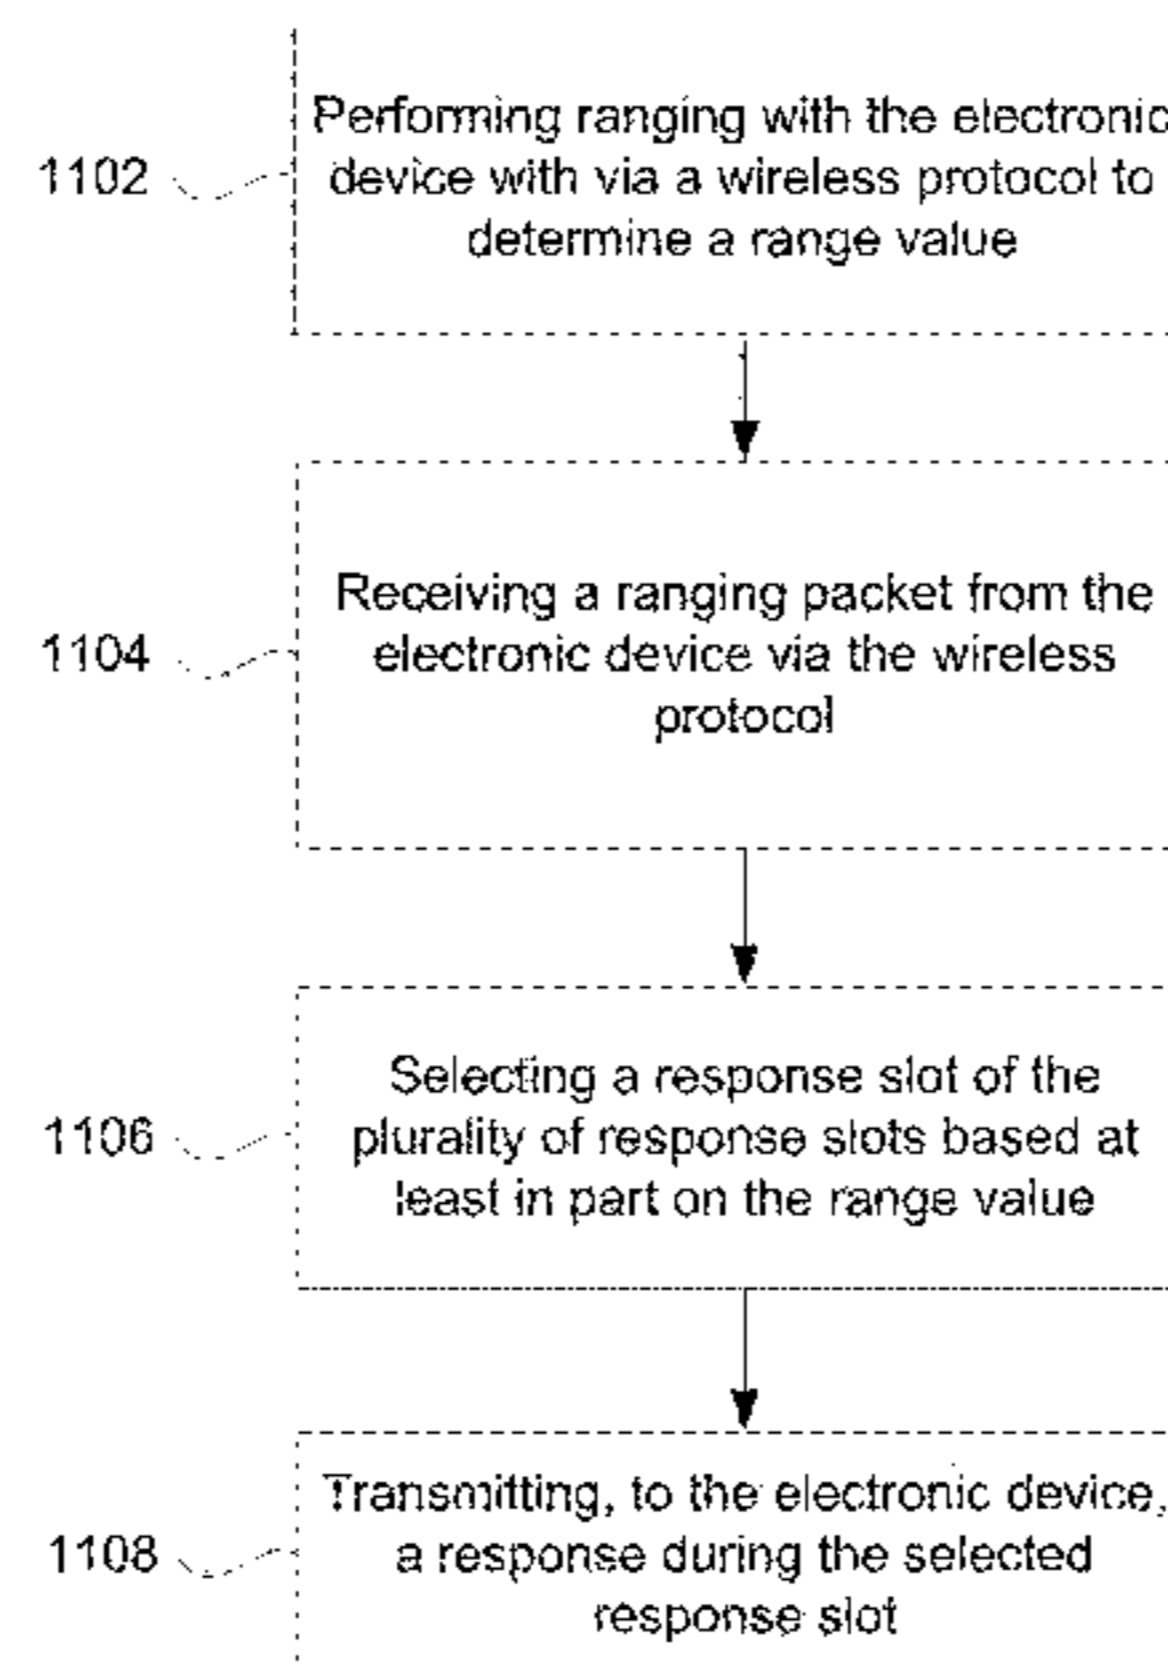 Performing ranging with the electronic
1102 device with via a wireless protocol to
determine a range value
Receiving a ranging packet from the
1104 electronic device via the wireless
protocol
Selecting a response slot of the
1106 plurality of response slots based at
least in part on the range value
Transmitting, to the electronic device,
1108 a response during the selected
response slot